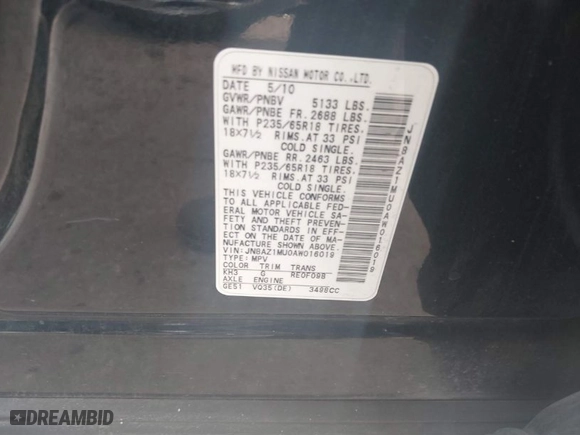 MFD BY NISSAN MOTOR CO.,LTD.
DATE 5/10
GVWR/PNBV 5133 LBS.
GAWR/PNBE FR. 2688 LBS.
WITH P235/65R18 TIRES.
18X7½ RIMS.AT 33 PSI
COLD SINGLE.
GAWR/PNBE RR. 2463 LBS.
WITH P235/65R18 TIRES.
18X7½ RIMS.AT 33 PSI
COLD SINGLE.
THIS VEHICLE CONFORMS
TO ALL APPLICABLE FED-
ERAL MOTOR VEHICLE SA-
FETY AND THEFT PREVEN-
TION STANDARDS IN EFF-
ECT ON THE DATE OF MA-
NUFACTURE SHOWN ABOVE.
VIN:JN8AZ1MU0AW016019
TYPE:MPV
COLOR TRIM TRANS
KH3 G RE0F09B
AXLE ENGINE
GE51 VQ35(DE) 3498CC
JN8AZ1MU0AW016019
DREAMBID